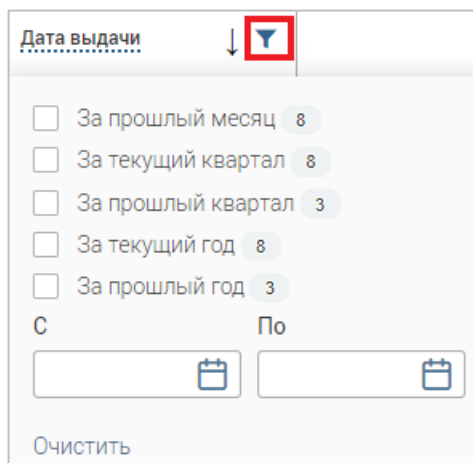 Дата выдачи
За прошлый месяц 8
За текущий квартал 8
За прошлый квартал 3
За текущий год 8
За прошлый год 3
С По
Очистить